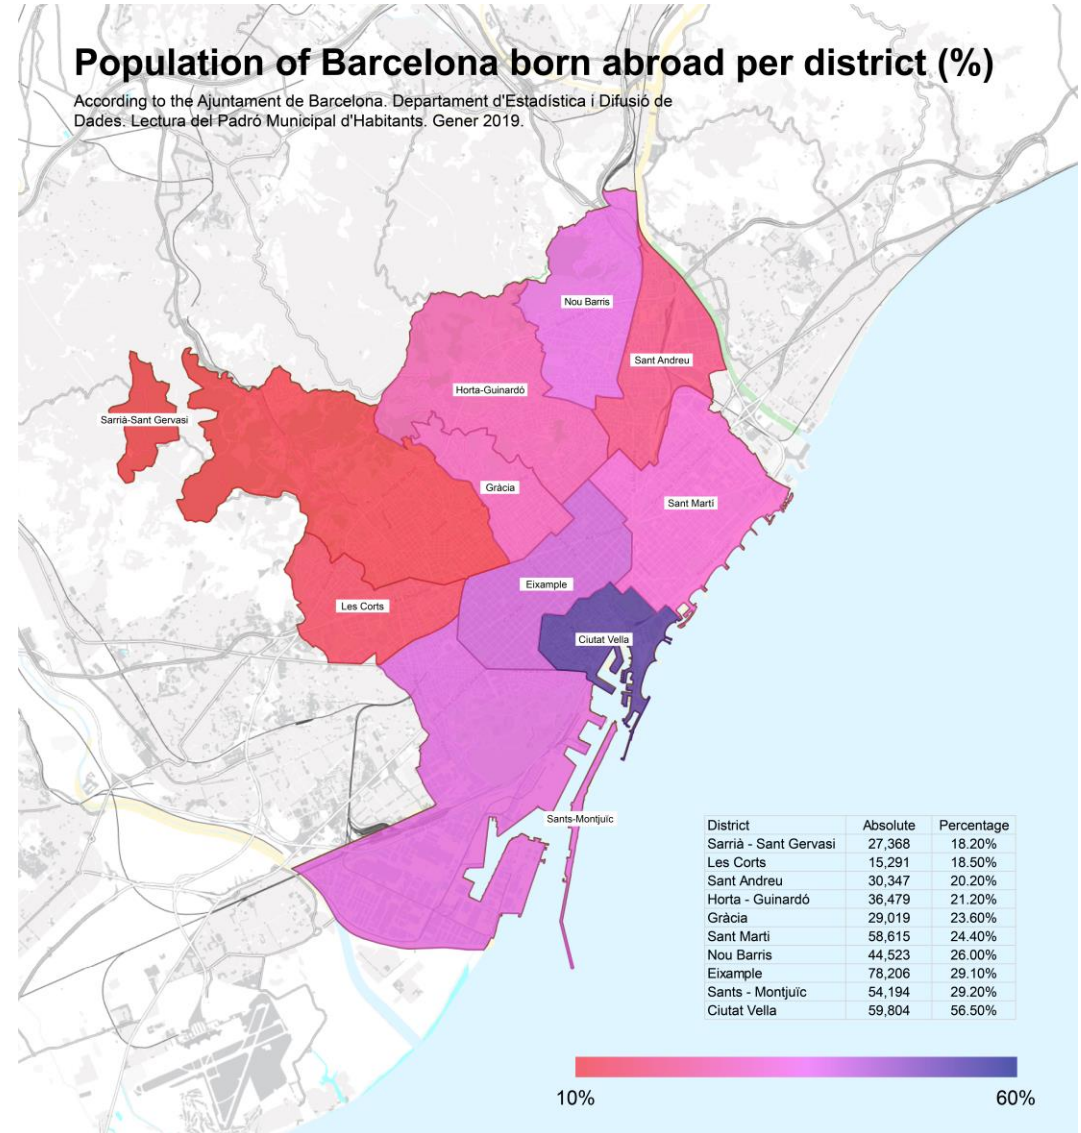 Population of Barcelona born abroad per district (%)
According to the Ajuntament de Barcelona. Departament d'Estadística i Difusió de
Dades. Lectura del Padró Municipal d'Habitants. Gener 2019.
Nou Barris
Sant Andreu
Horta-Guinardó
Sarrià-Sant Gervasi
Gràcia
Sant Martí
Eixample
Les Corts
Ciutat Vella
Sants-Montjuïc
District Absolute Percentage
Sarrià - Sant Gervasi 27,368 18.20%
Les Corts 15,291 18.50%
Sant Andreu 30,347 20.20%
Horta - Guinardó 36,479 21.20%
Gràcia 29,019 23.60%
Sant Marti 58,615 24.40%
Nou Barris 44,523 26.00%
Eixample 78,206 29.10%
Sants - Montjuïc 54,194 29.20%
Ciutat Vella 59,804 56.50%
10% 60%